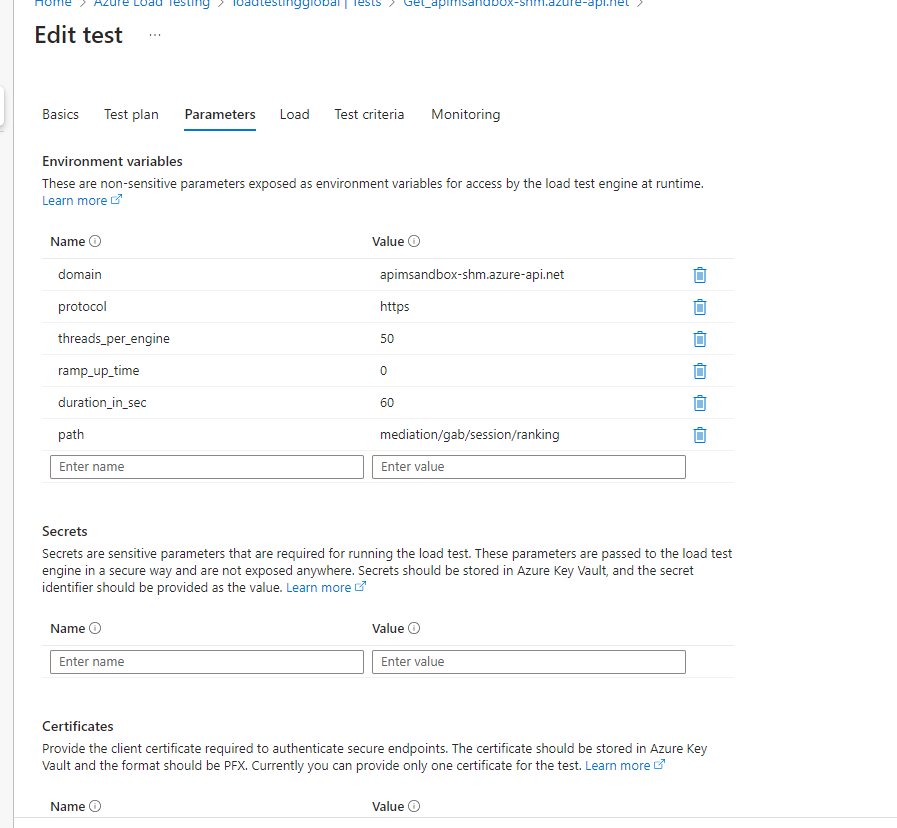 Home > Azure Load Testing > loadtestingglobal | Tests > Get_apimsandbox-shm.azure-api.net >
Edit test ...
Basics Test plan Parameters Load Test criteria Monitoring
Environment variables
These are non-sensitive parameters exposed as environment variables for access by the load test engine at runtime.
Learn more
Name Value
domain apimsandbox-shm.azure-api.net
protocol https
threads_per_engine 50
ramp_up_time 0
duration_in_sec 60
path mediation/gab/session/ranking
Enter name Enter value
Secrets
Secrets are sensitive parameters that are required for running the load test. These parameters are passed to the load test
engine in a secure way and are not exposed anywhere. Secrets should be stored in Azure Key Vault, and the secret
identifier should be provided as the value. Learn more
Name Value
Enter name Enter value
Certificates
Provide the client certificate required to authenticate secure endpoints. The certificate should be stored in Azure Key
Vault and the format should be PFX. Currently you can provide only one certificate for the test. Learn more
Name Value